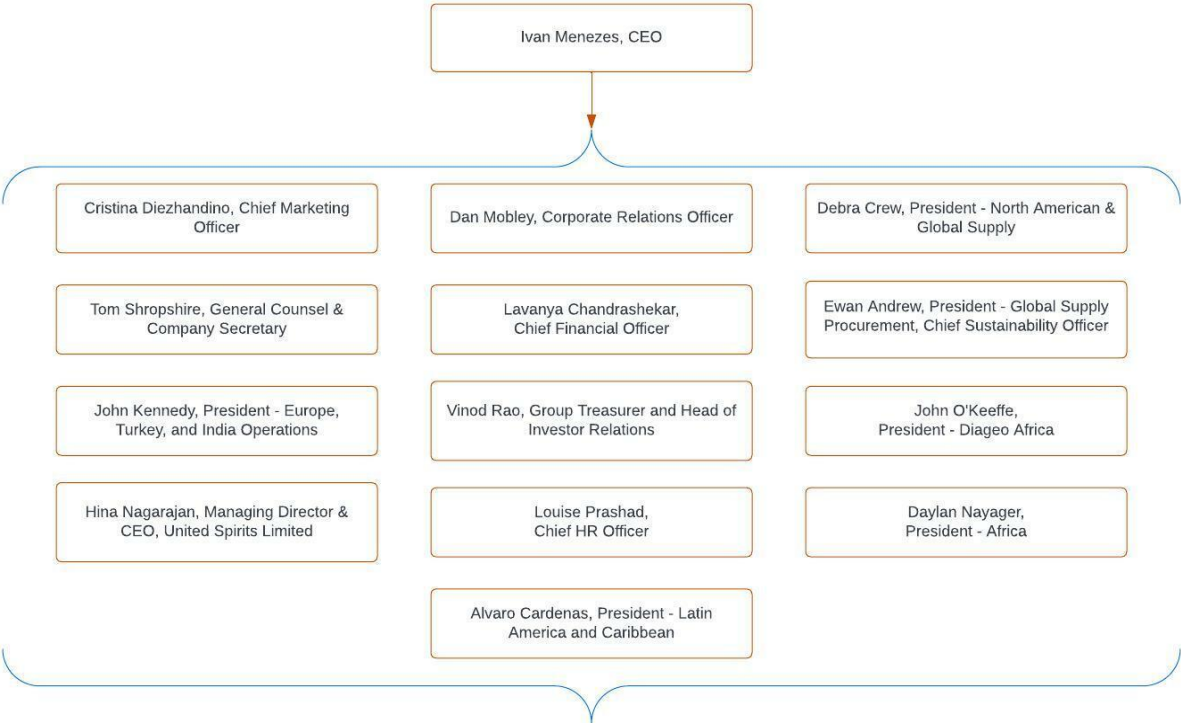 Ivan Menezes, CEO
Cristina Diezhandino, Chief Marketing
Officer
Dan Mobley, Corporate Relations Officer
Debra Crew, President - North American &
Global Supply
Tom Shropshire, General Counsel &
Company Secretary
Lavanya Chandrashekar,
Chief Financial Officer
Ewan Andrew, President - Global Supply
Procurement, Chief Sustainability Officer
John Kennedy, President - Europe,
Turkey, and India Operations
Vinod Rao, Group Treasurer and Head of
Investor Relations
John O'Keeffe,
President - Diageo Africa
Hina Nagarajan, Managing Director &
CEO, United Spirits Limited
Louise Prashad,
Chief HR Officer
Daylan Nayager,
President - Africa
Alvaro Cardenas, President - Latin
America and Caribbean